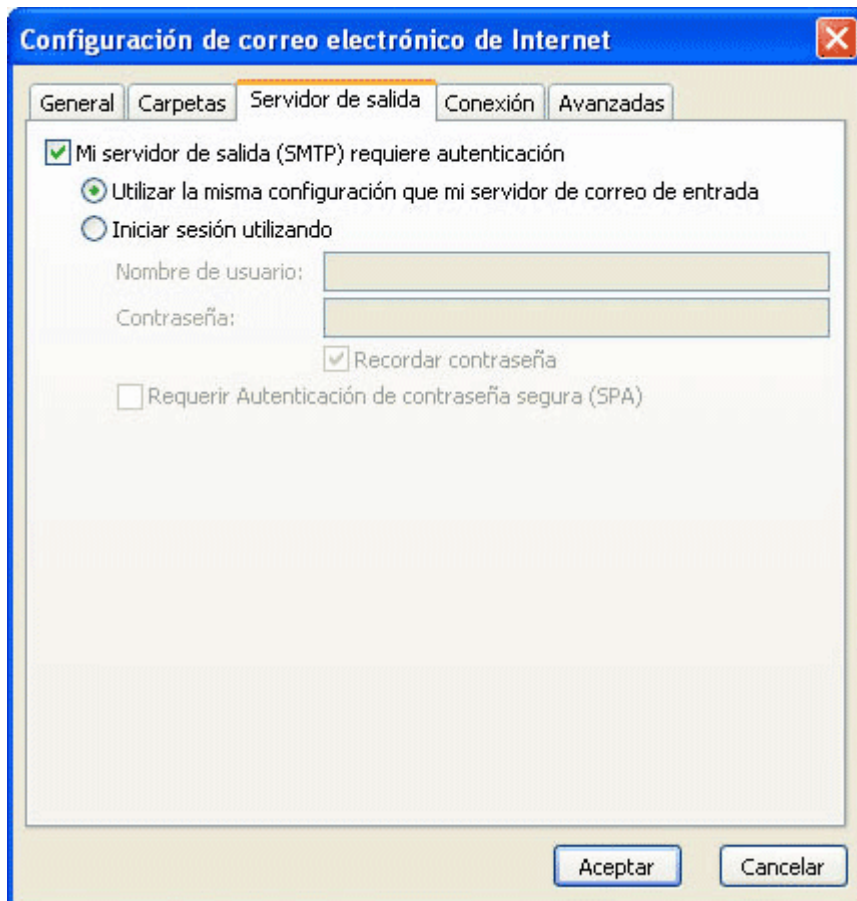 Configuración de correo electrónico de Internet
General Carpetas Servidor de salida Conexión Avanzadas
Mi servidor de salida (SMTP) requiere autenticación
Utilizar la misma configuración que mi servidor de correo de entrada
Iniciar sesión utilizando
Nombre de usuario:
Contraseña:
Recordar contraseña
Requerir Autenticación de contraseña segura (SPA)
Aceptar Cancelar